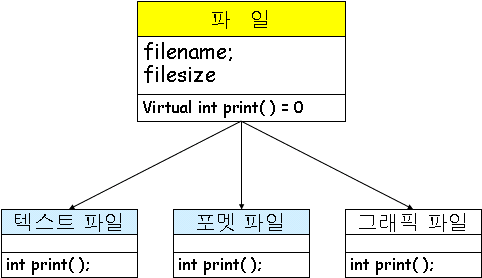 파 일
filename;
filesize
Virtual int print( ) = 0
텍스트 파일
int print( );
포멧 파일
int print( );
그래픽 파일
int print( );